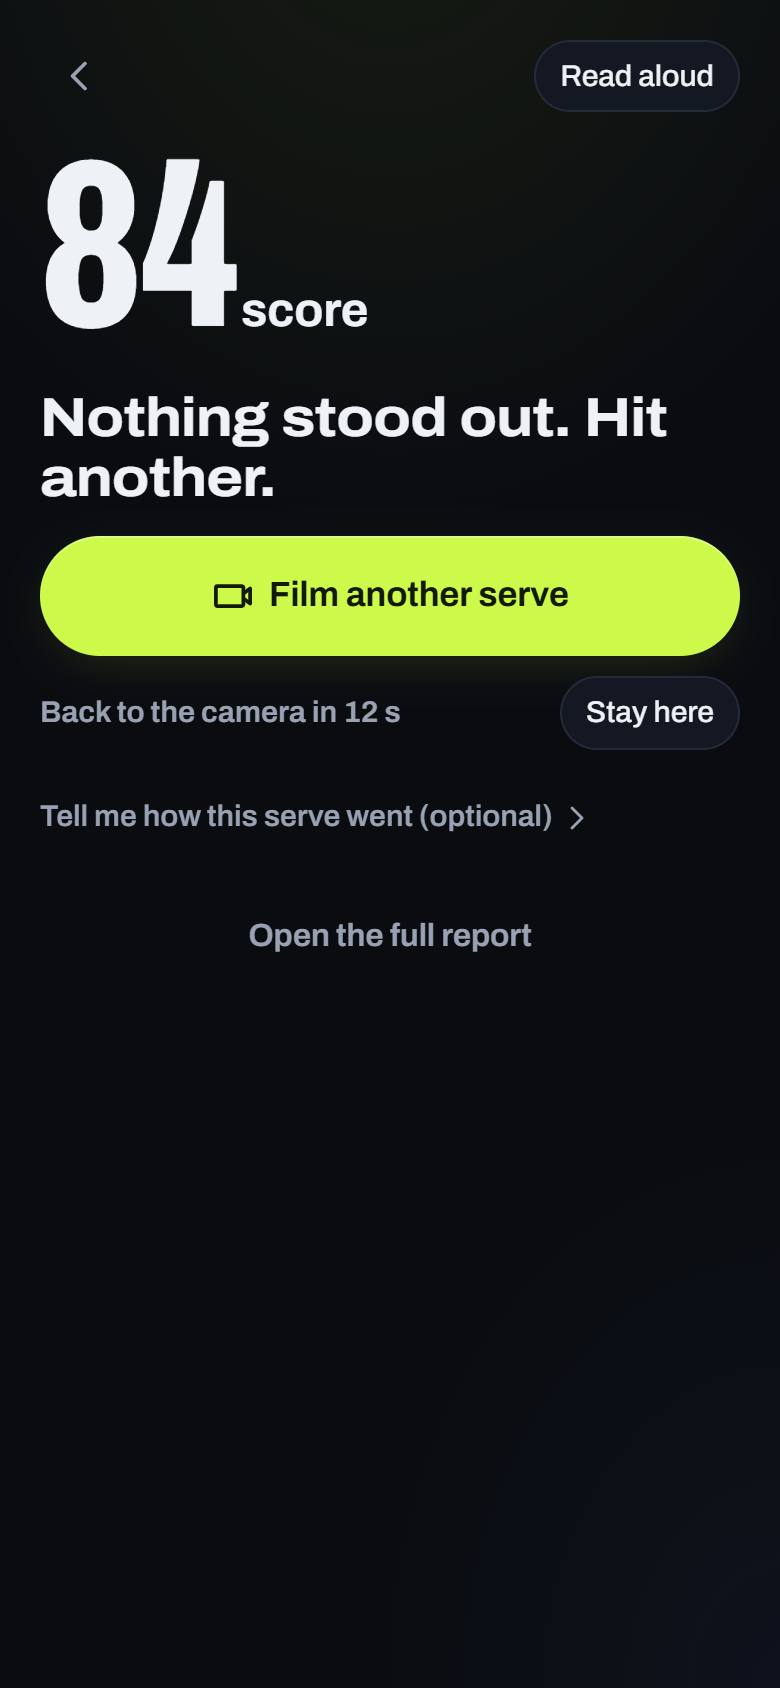 Read aloud
84 score
Nothing stood out. Hit
another.
Film another serve
Back to the camera in 12 s
Stay here
Tell me how this serve went (optional)
Open the full report